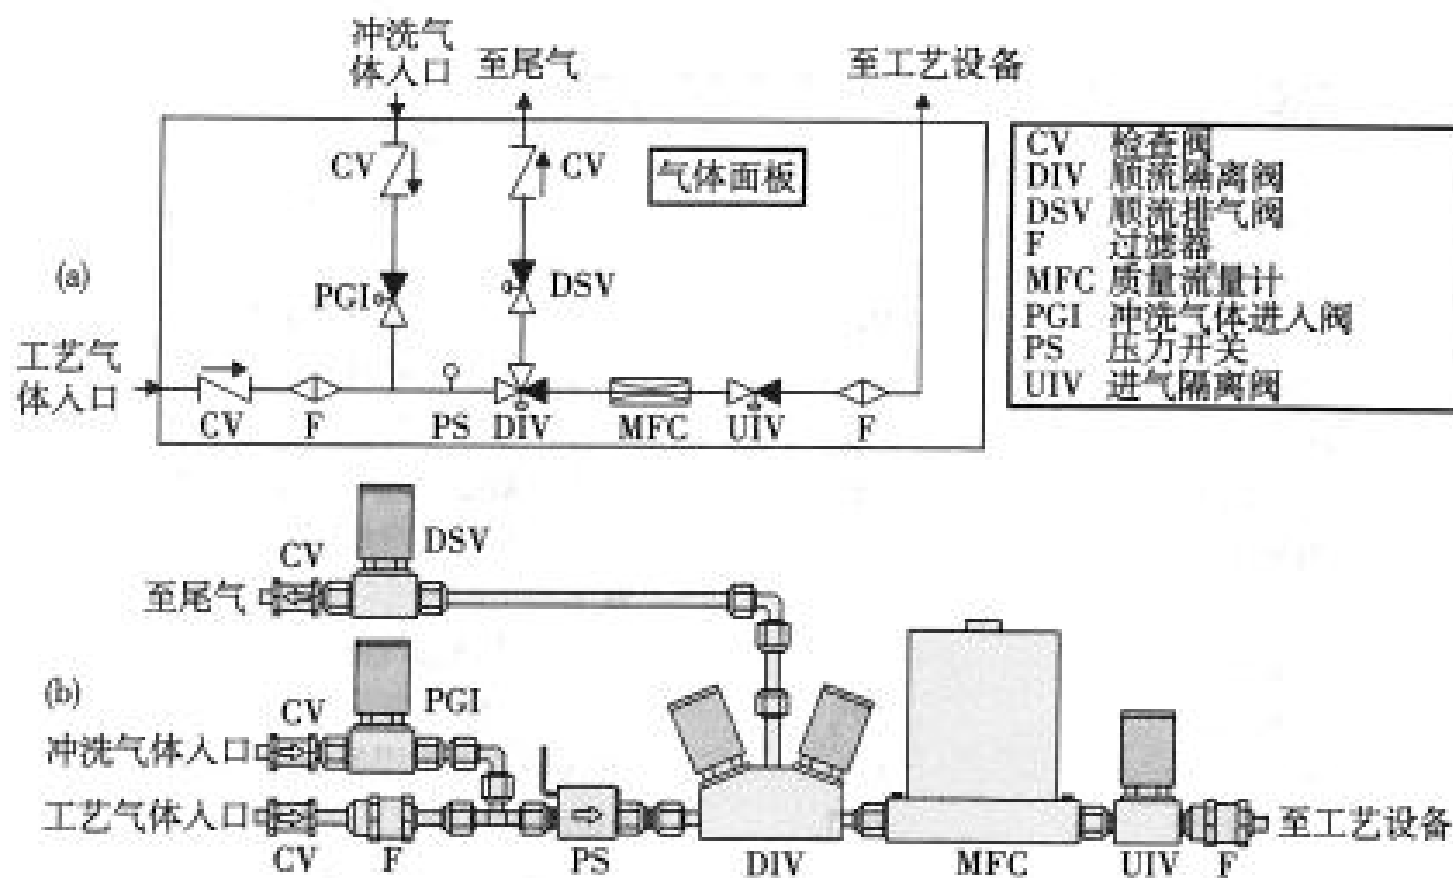 冲洗气
体入口
至尾气
至工艺设备
CV
CV
气体面板
(a)
PGI
DSV
工艺气
体入口
CV
F
PS
DIV
MFC
UIV
F
CV 检查阀
DIV 顺流隔离阀
DSV 顺流排气阀
F 过滤器
MFC 质量流量计
PGI 冲洗气体进入阀
PS 压力开关
UIV 进气隔离阀
CV
DSV
至尾气
(b)
CV
PGI
冲洗气体入口
工艺气体入口
至工艺设备
CV
F
PS
DIV
MFC
UIV
F